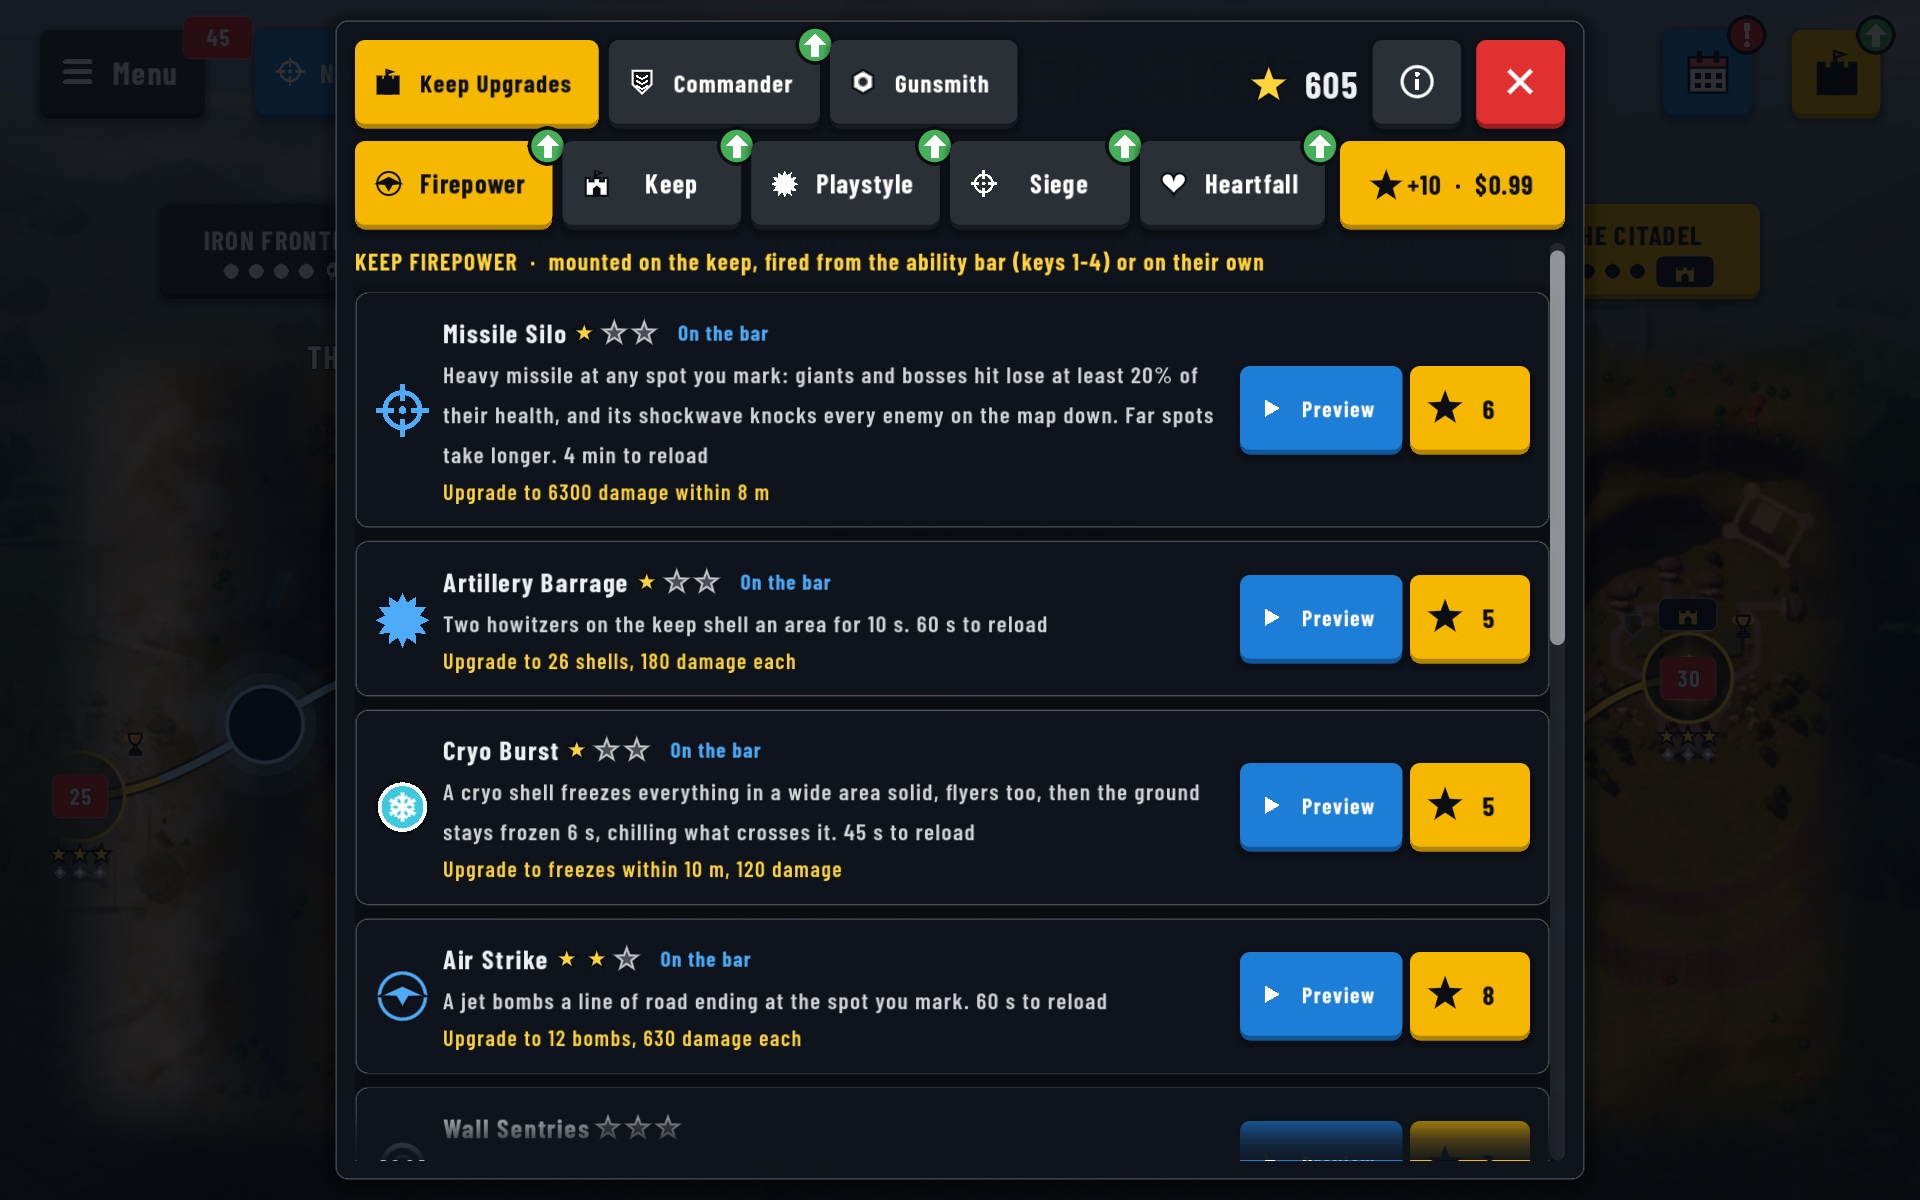 Menu
45
N
Keep Upgrades
Commander
Gunsmith
605
Firepower
Keep
Playstyle
Siege
Heartfall
+10 · $0.99
IRON FRONT
HE CITADEL
TH
KEEP FIREPOWER · mounted on the keep, fired from the ability bar (keys 1-4) or on their own
Missile Silo
On the bar
Heavy missile at any spot you mark: giants and bosses hit lose at least 20% of
their health, and its shockwave knocks every enemy on the map down. Far spots
take longer. 4 min to reload
Upgrade to 6300 damage within 8 m
Preview
6
Artillery Barrage
On the bar
Two howitzers on the keep shell an area for 10 s. 60 s to reload
Upgrade to 26 shells, 180 damage each
Preview
5
Cryo Burst
On the bar
A cryo shell freezes everything in a wide area solid, flyers too, then the ground
stays frozen 6 s, chilling what crosses it. 45 s to reload
Upgrade to freezes within 10 m, 120 damage
Preview
5
Air Strike
On the bar
A jet bombs a line of road ending at the spot you mark. 60 s to reload
Upgrade to 12 bombs, 630 damage each
Preview
8
Wall Sentries
25
30